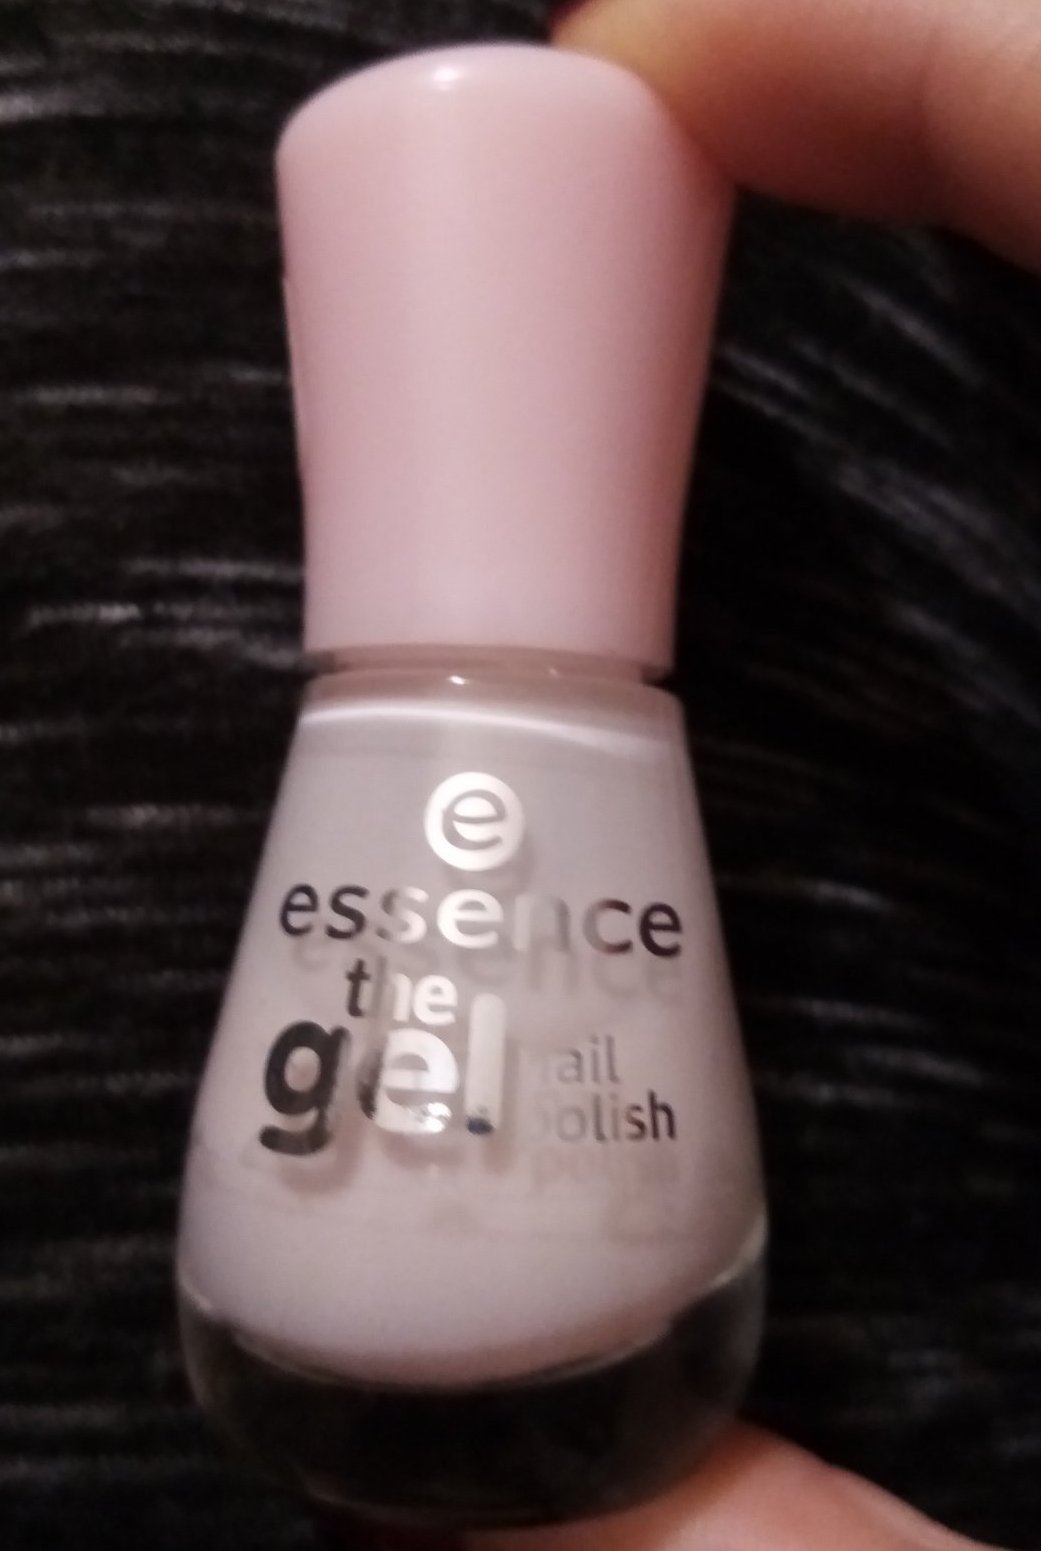 e
essence
the
gel nail
polish